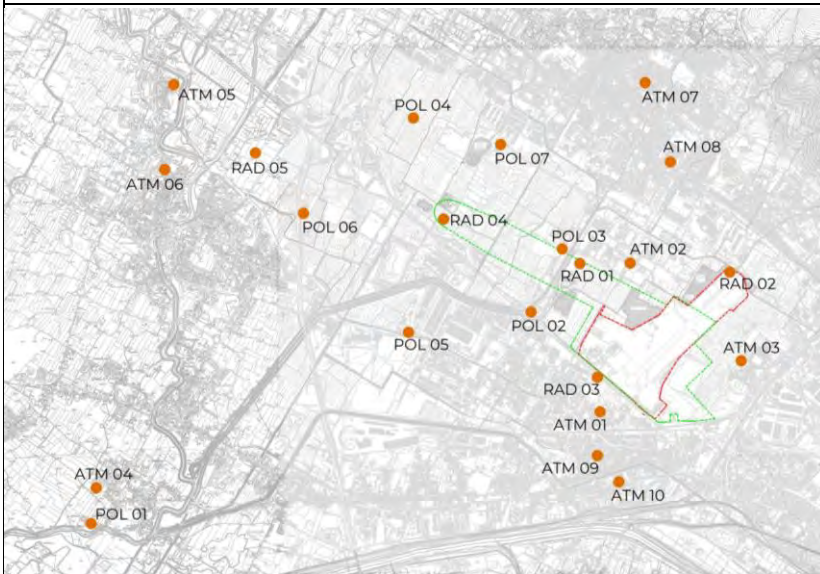 ATM 05
ATM 07
POL 04
POL 07
ATM 08
RAD 05
ATM 06
POL 06
RAD 04
POL 03
RAD 01
ATM 02
RAD 02
POL 02
POL 05
ATM 03
RAD 03
ATM 01
ATM 09
ATM 10
ATM 04
POL 01